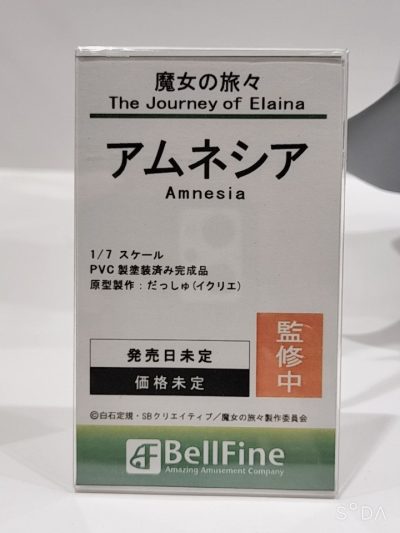 魔女の旅々
The Journey of Elaina
アムネシア
Amnesia
1/7 スケール
PVC製塗装済み完成品
原型製作：だっしゅ(イクリエ)
監修中
発売日未定
価格未定
©白石定規・SBクリエイティブ／魔女の旅々製作委員会
BellFine
Amazing Amusement Company
SODA